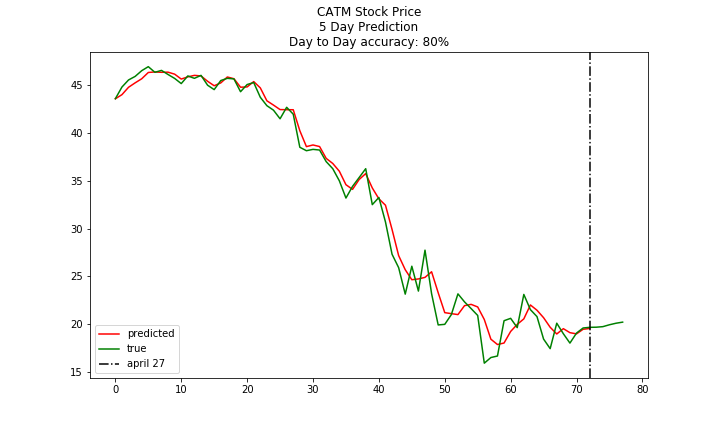 CATM Stock Price
5 Day Prediction
Day to Day accuracy: 80%
45
40
35
30
25
20
15
predicted
true
april 27
0 10 20 30 40 50 60 70 80